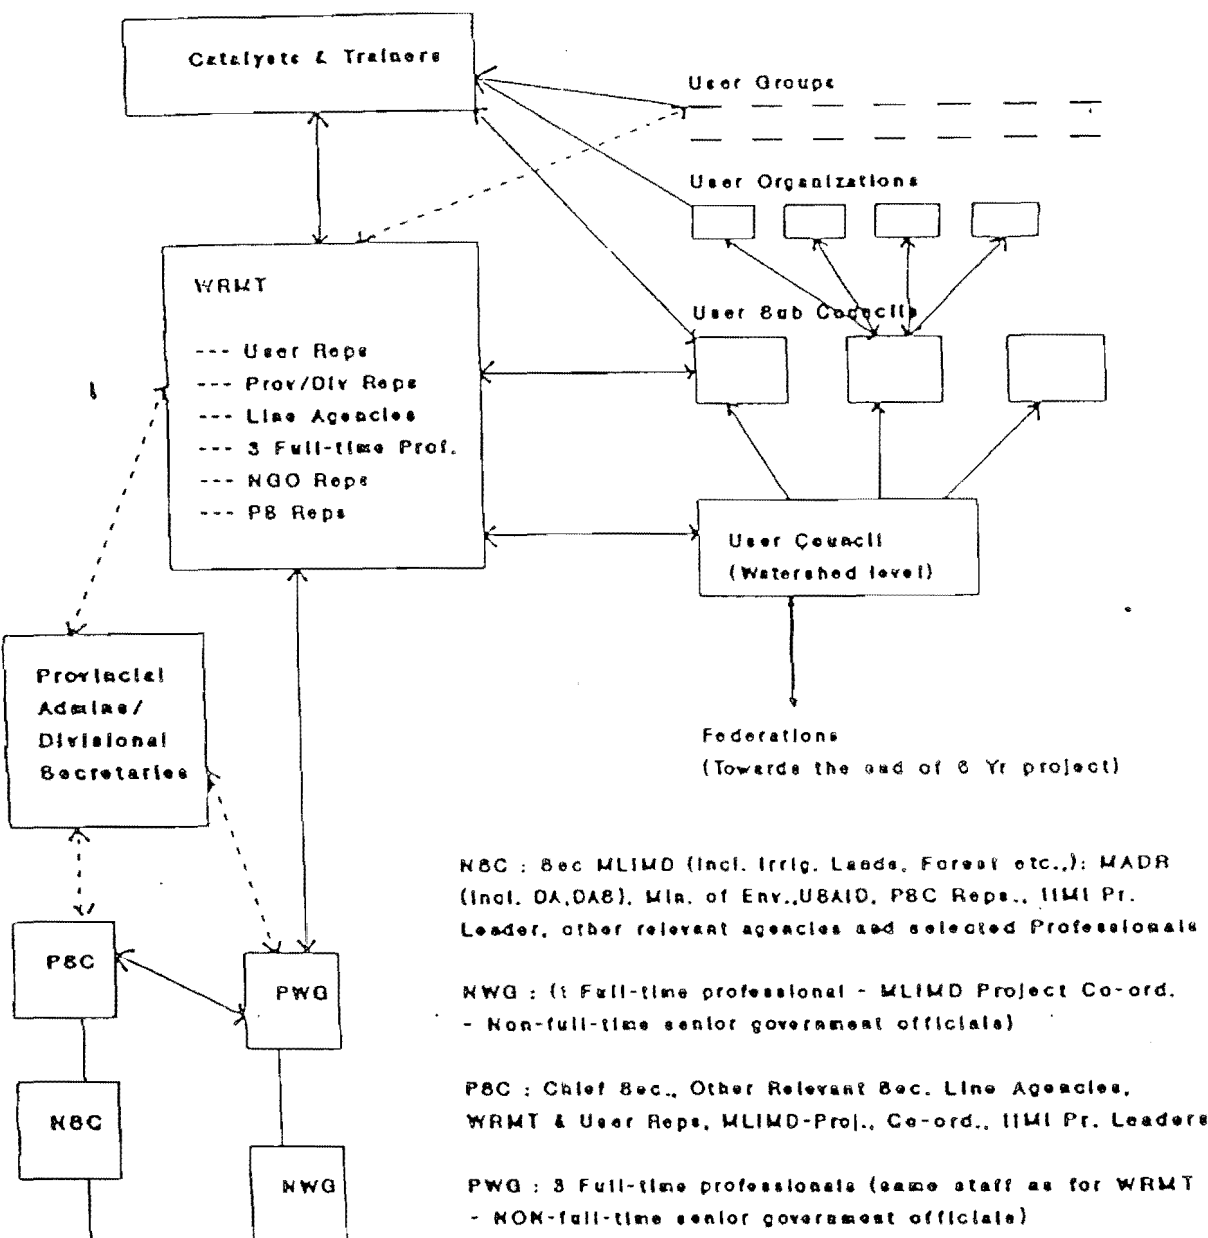 Catalysts & Trainers
User Groups
User Organizations
User Sub Councils
WRMT
--- User Reps
--- Prov/Div Reps
--- Line Agencies
--- 3 Full-time Prof.
--- NGO Reps
--- PS Reps
User Council
(Watershed level)
Provincial
Admins/
Divisional
Secretaries
Federations
(Towards the end of 6 Yr project)
PSC
PWG
NSC
NWG
NSC : Sec MLIMD (Incl. Irrig. Lands, Forest etc.,): MADR
(Incl. DA,DAS), Min. of Env.,USAID, PSC Reps., IIMI Pr.
Leader, other relevant agencies and selected Professionals
NWG : (1 Full-time professional - MLIMD Project Co-ord.
- Non-full-time senior government officials)
PSC : Chief Sec., Other Relevant Sec. Line Agencies,
WRMT & User Reps, MLIMD-Proj., Co-ord., IIMI Pr. Leaders
PWG : 3 Full-time professionals (same staff as for WRMT
- NON-full-time senior government officials)